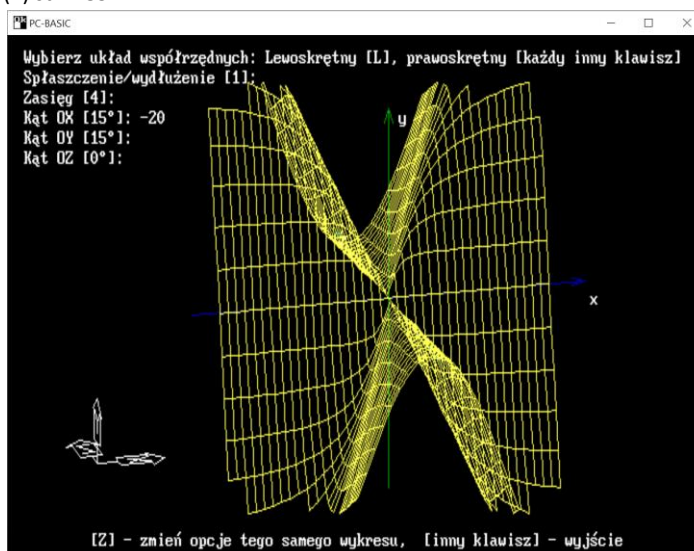 PC-BASIC
Wybierz układ współrzędnych: Lewoskrętny [L], prawoskrętny [każdy inny klawisz]
Spłaszczenie/wydłużenie [1]:
Zasięg [4]:
Kąt OX [15°]: -20
Kąt OY [15°]:
Kąt OZ [0°]:
y
x
[Z] - zmień opcje tego samego wykresu, [inny klawisz] - wyjście